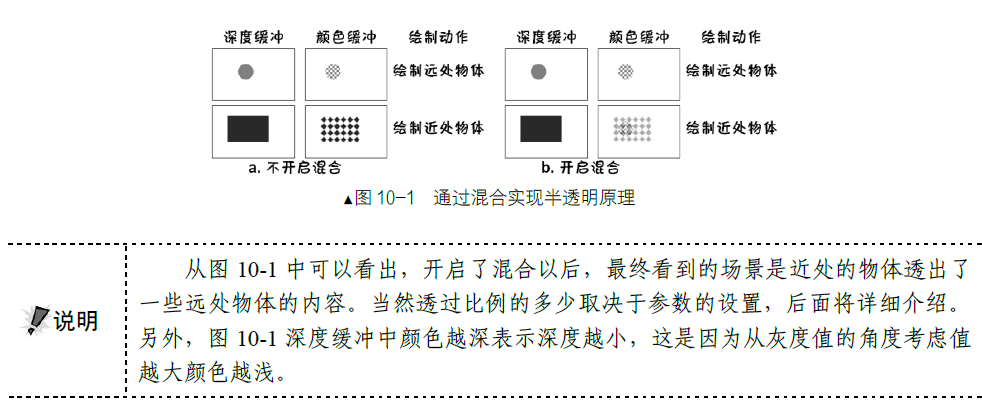 深度缓冲 颜色缓冲 绘制动作 深度缓冲 颜色缓冲 绘制动作
绘制远处物体 绘制远处物体
绘制近处物体 绘制近处物体
a. 不开启混合 b. 开启混合
▲图 10-1 通过混合实现半透明原理
说明
从图 10-1 中可以看出，开启了混合以后，最终看到的场景是近处的物体透出了
一些远处物体的内容。当然透过比例的多少取决于参数的设置，后面将详细介绍。
另外，图 10-1 深度缓冲中颜色越深表示深度越小，这是因为从灰度值的角度考虑值
越大颜色越浅。